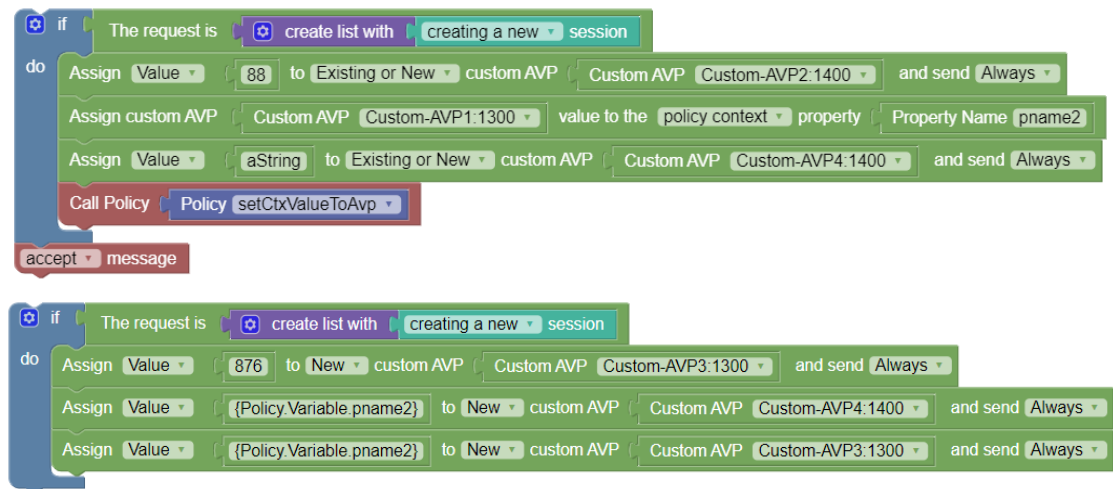 if The request is create list with creating a new session
do Assign Value 88 to Existing or New custom AVP Custom AVP Custom-AVP2:1400 and send Always
Assign custom AVP Custom AVP Custom-AVP1:1300 value to the policy context property Property Name pname2
Assign Value aString to Existing or New custom AVP Custom AVP Custom-AVP4:1400 and send Always
Call Policy Policy setCtxValueToAvp
accept message
if The request is create list with creating a new session
do Assign Value 876 to New custom AVP Custom AVP Custom-AVP3:1300 and send Always
Assign Value {Policy.Variable.pname2} to New custom AVP Custom AVP Custom-AVP4:1400 and send Always
Assign Value {Policy.Variable.pname2} to New custom AVP Custom AVP Custom-AVP3:1300 and send Always